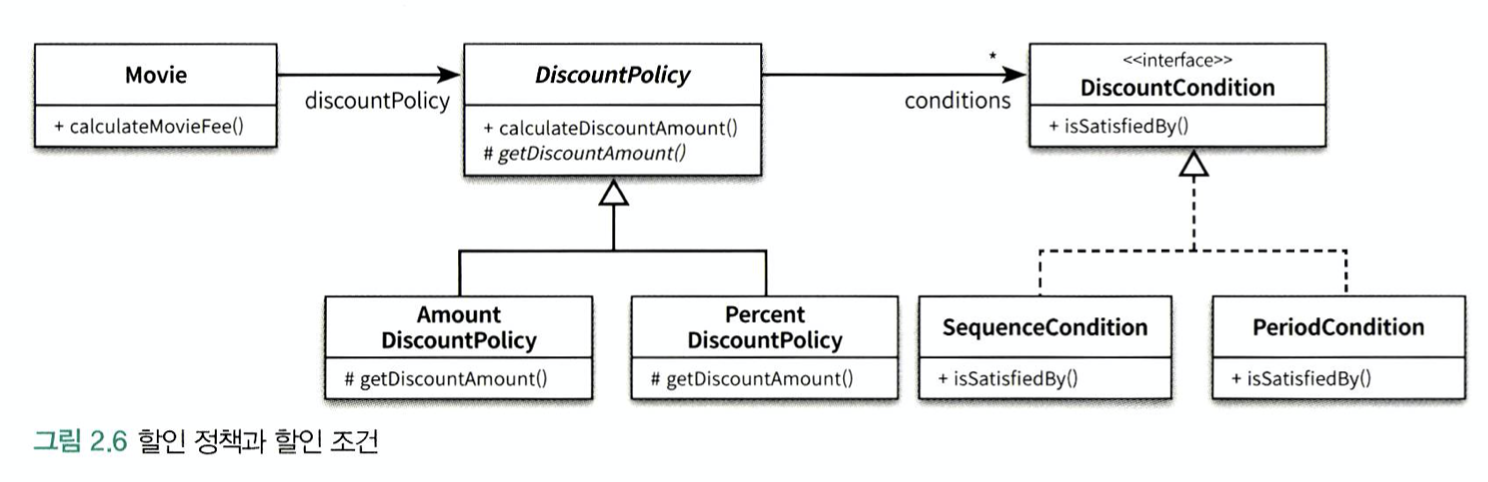 Movie
+ calculateMovieFee()
discountPolicy
DiscountPolicy
+ calculateDiscountAmount()
# getDiscountAmount()
*
conditions
<<interface>>
DiscountCondition
+ isSatisfiedBy()
Amount
DiscountPolicy
# getDiscountAmount()
Percent
DiscountPolicy
# getDiscountAmount()
SequenceCondition
+ isSatisfiedBy()
PeriodCondition
+ isSatisfiedBy()
그림 2.6 할인 정책과 할인 조건